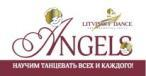 LITVINOFF DANCE
ANGELS
НАУЧИМ ТАНЦЕВАТЬ ВСЕХ И КАЖДОГО!